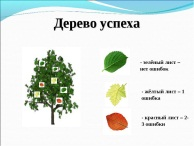 Дерево успеха
- зелёный лист –
нет ошибок
- жёлтый лист – 1
ошибка
- красный лист – 2-
3 ошибки